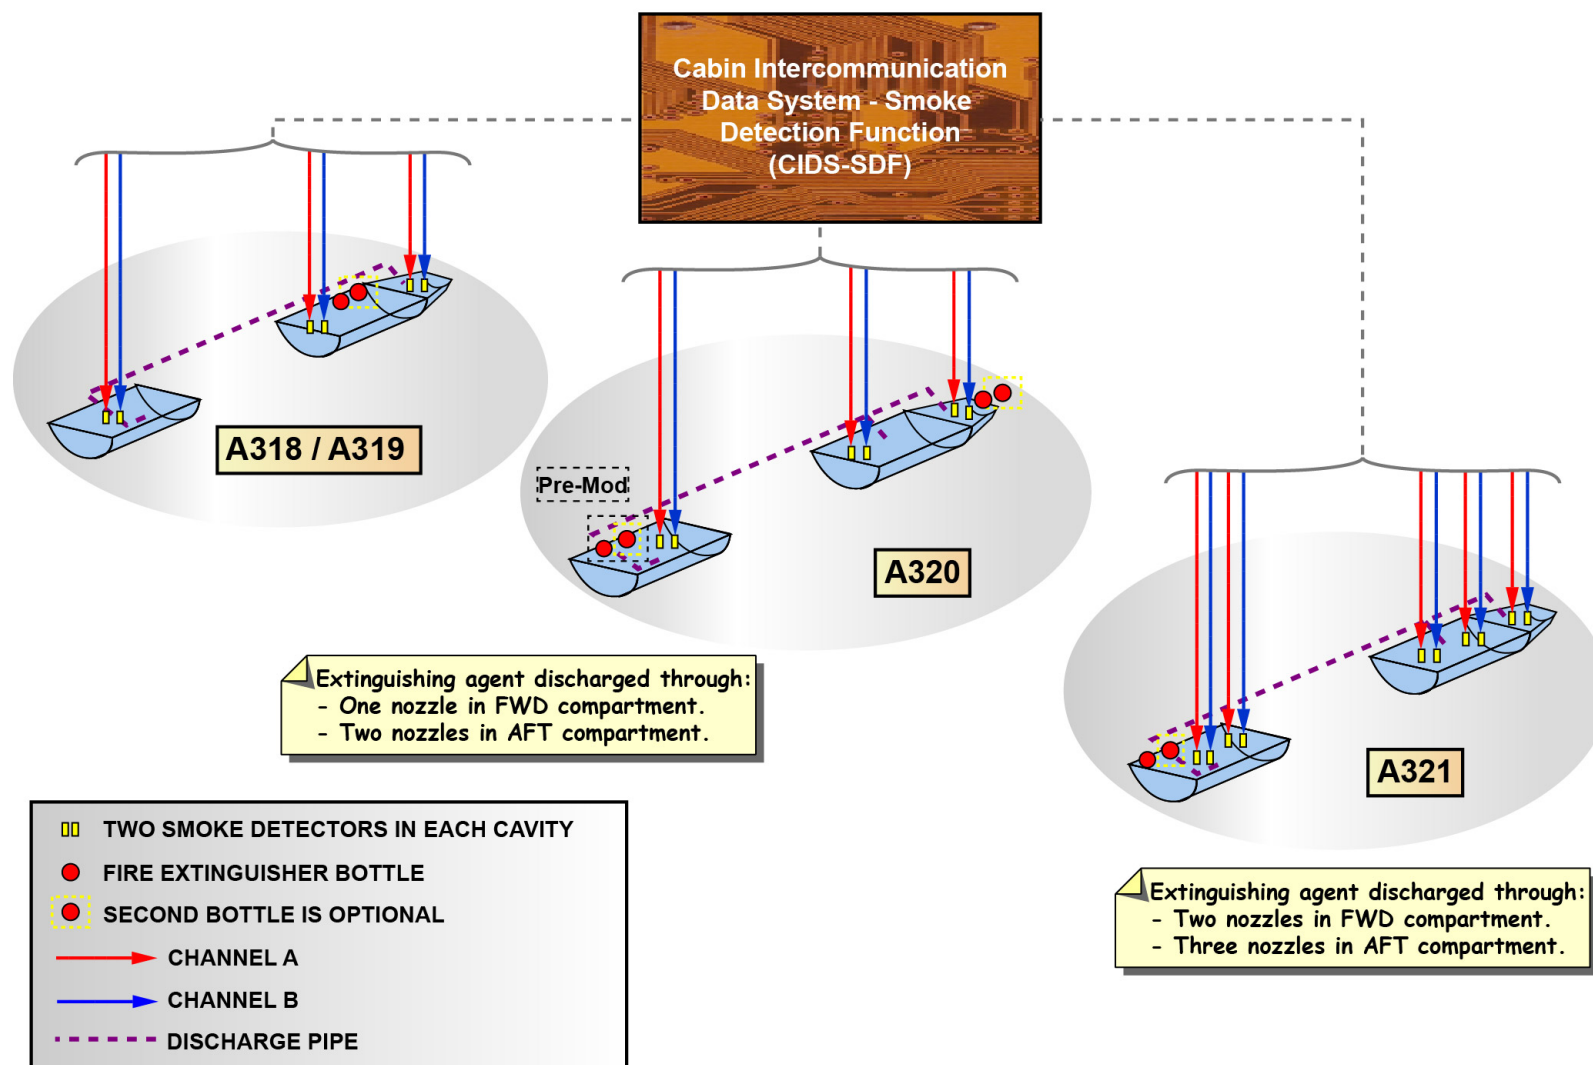 Cabin Intercommunication
Data System - Smoke
Detection Function
(CIDS-SDF)
A318 / A319
Pre-Mod
A320
A321
Extinguishing agent discharged through:
- One nozzle in FWD compartment.
- Two nozzles in AFT compartment.
Extinguishing agent discharged through:
- Two nozzles in FWD compartment.
- Three nozzles in AFT compartment.
TWO SMOKE DETECTORS IN EACH CAVITY
FIRE EXTINGUISHER BOTTLE
SECOND BOTTLE IS OPTIONAL
CHANNEL A
CHANNEL B
DISCHARGE PIPE